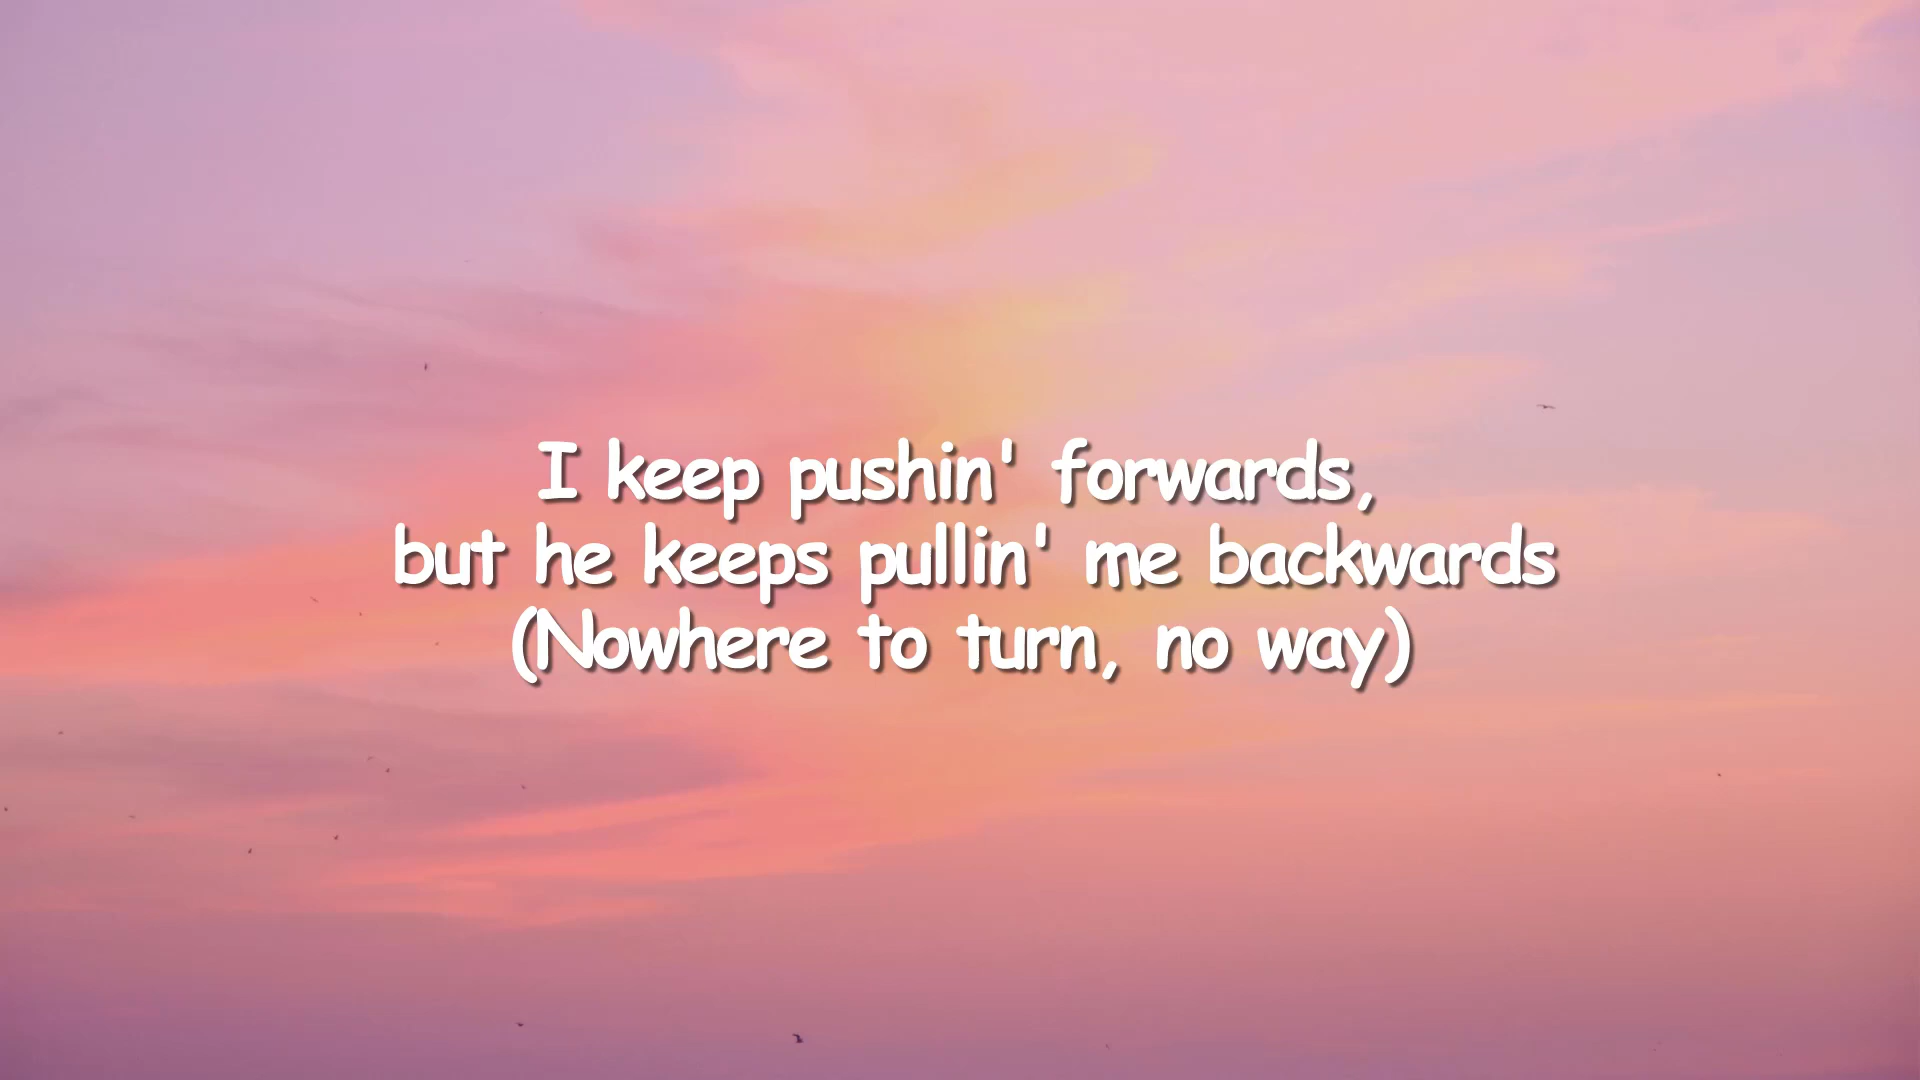 I keep pushin' forwards,
but he keeps pullin' me backwards
(Nowhere to turn, no way)